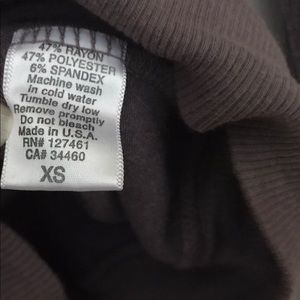 47% RAYON
47% POLYESTER
6% SPANDEX
Machine wash
in cold water
Tumble dry low
Remove promptly
Do not bleach
Made in U.S.A.
RN# 127461
CA# 34460
XS